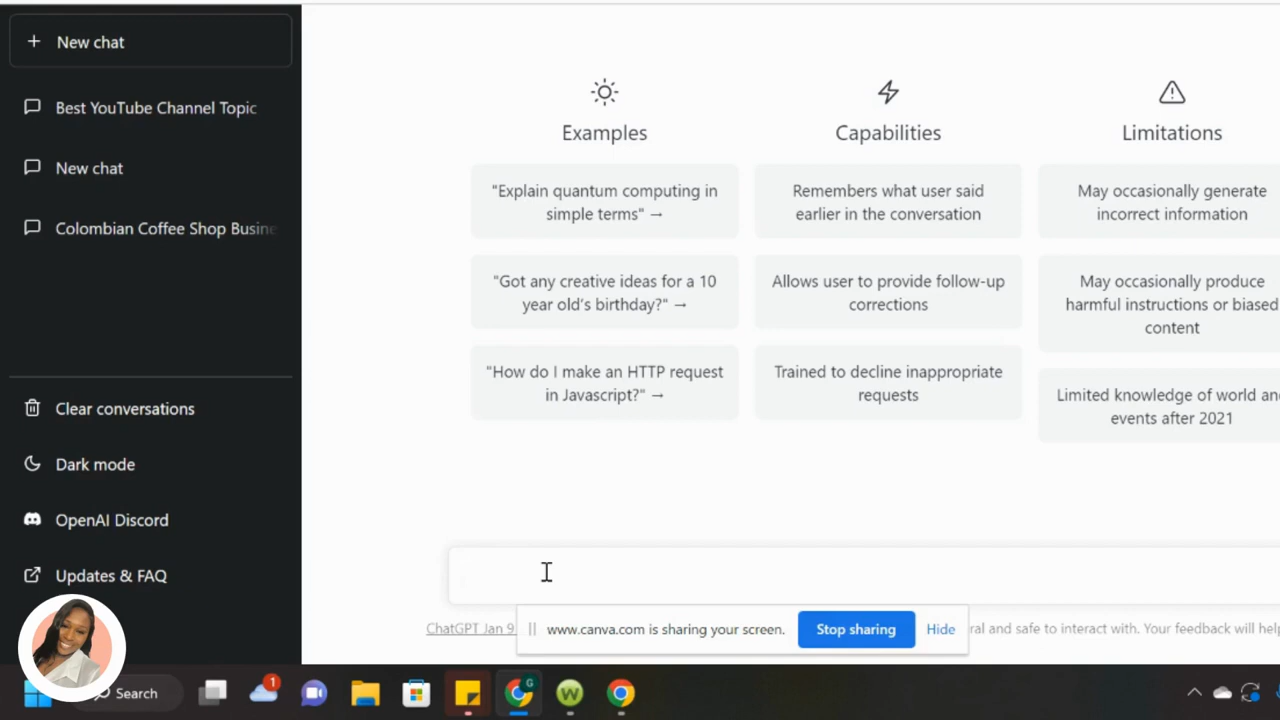 New chat
Best YouTube Channel Topic
New chat
Colombian Coffee Shop Busine
Clear conversations
Dark mode
OpenAI Discord
Updates & FAQ
Examples
"Explain quantum computing in
simple terms" →
"Got any creative ideas for a 10
year old's birthday?" →
"How do I make an HTTP request
in Javascript?" →
Capabilities
Remembers what user said
earlier in the conversation
Allows user to provide follow-up
corrections
Trained to decline inappropriate
requests
Limitations
May occasionally generate
incorrect information
May occasionally produce
harmful instructions or biased
content
Limited knowledge of world and
events after 2021
ChatGPT Jan 9
www.canva.com is sharing your screen.
Stop sharing
Hide
ral and safe to interact with. Your feedback will help
Search
1
G
W